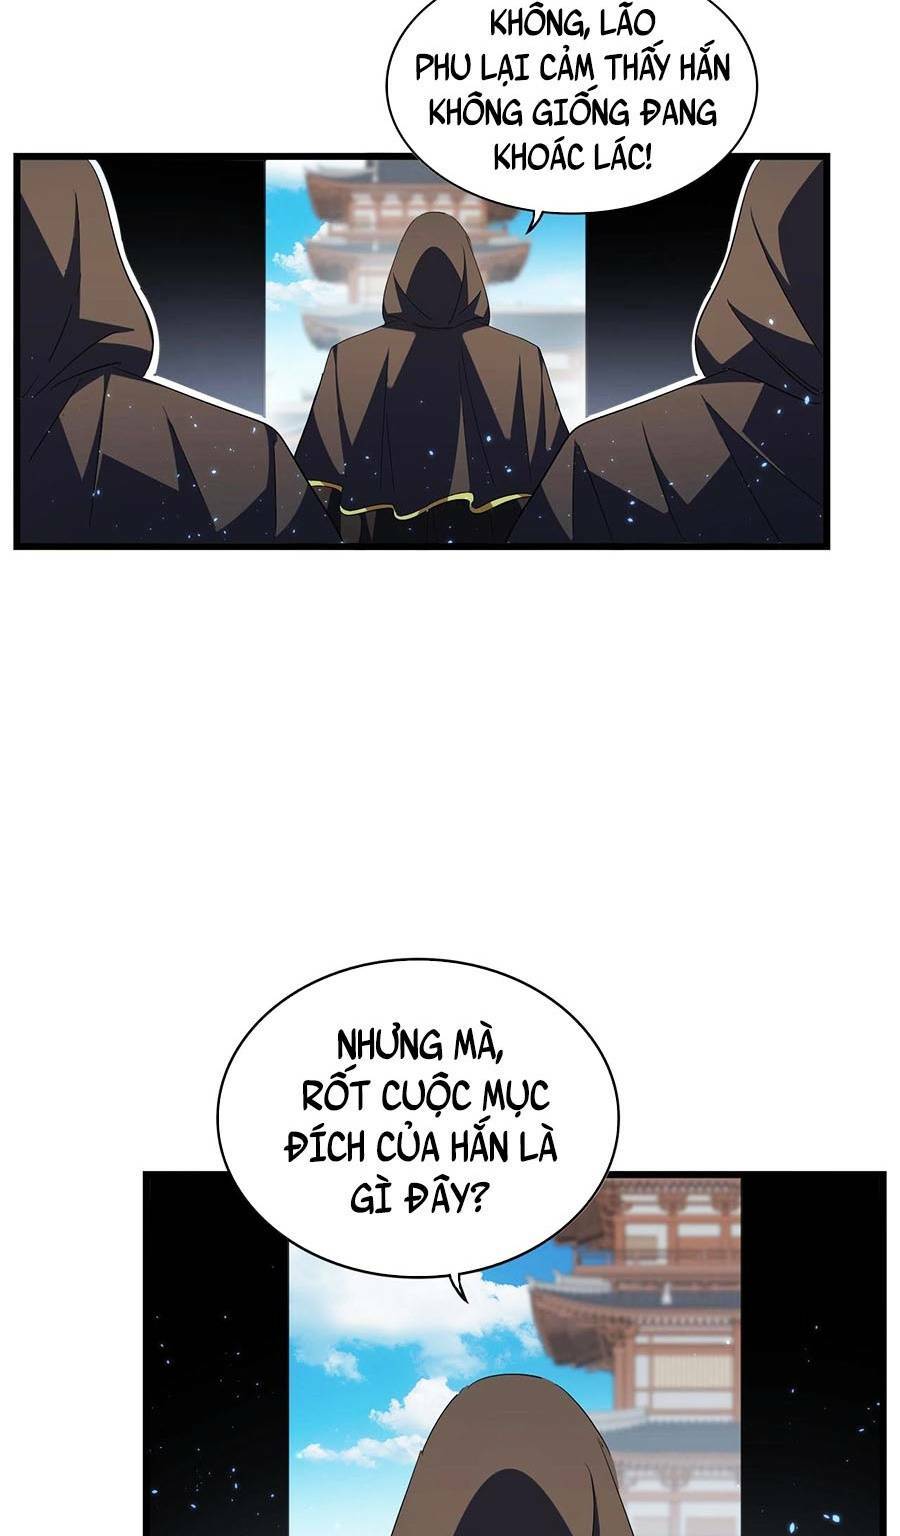 KHÔNG, LÃO
PHU LẠI CẢM THẤY HẮN
KHÔNG GIỐNG ĐANG
KHOÁC LÁC!
NHƯNG MÀ,
RỐT CUỘC MỤC
ĐÍCH CỦA HẮN LÀ
GÌ ĐÂY?